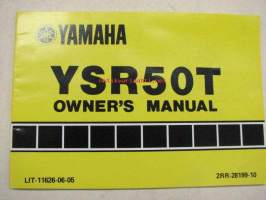 YAMAHA
YSR50T
OWNER'S MANUAL
LIT-11626-06-05 2RR-28199-10